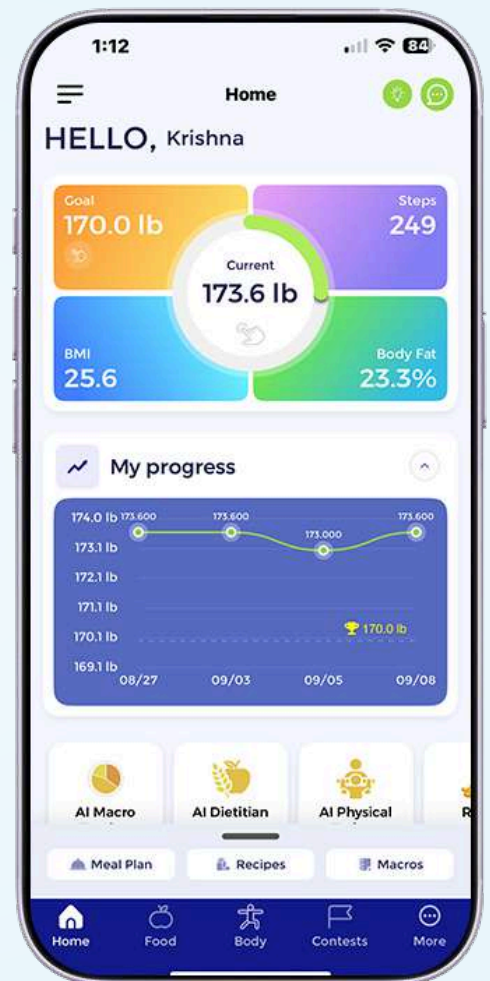 1:12
84
Home
HELLO, Krishna
Goal
170.0 lb
Steps
249
Current
173.6 lb
BMI
25.6
Body Fat
23.3%
My progress
174.0 lb
173.600
173.600
173.000
173.600
173.1 lb
172.1 lb
171.1 lb
170.0 lb
170.1 lb
169.1 lb
08/27
09/03
09/05
09/08
AI Macro
AI Dietitian
AI Physical
R
Meal Plan
Recipes
Macros
Home
Food
Body
Contests
More